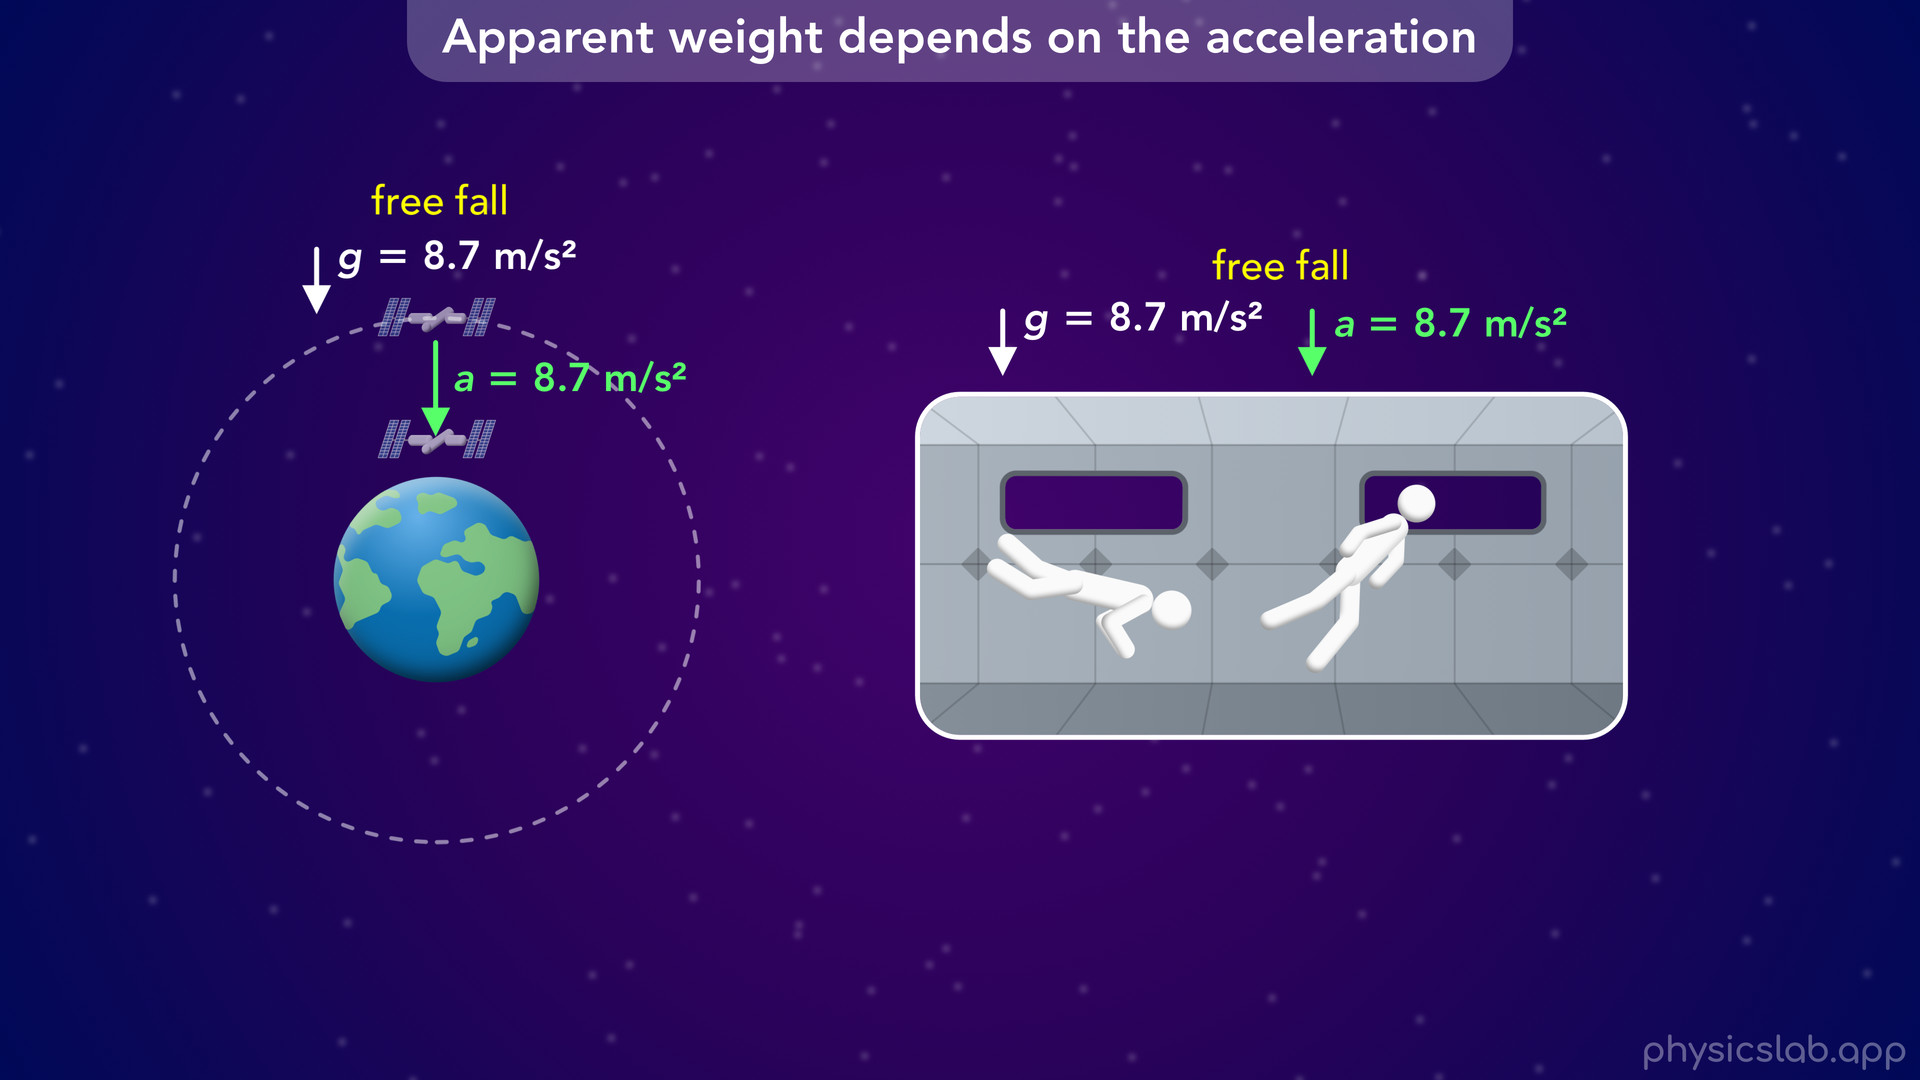 Apparent weight depends on the acceleration
free fall
g = 8.7 m/s²
a = 8.7 m/s²
free fall
g = 8.7 m/s²
a = 8.7 m/s²
physicslab.app